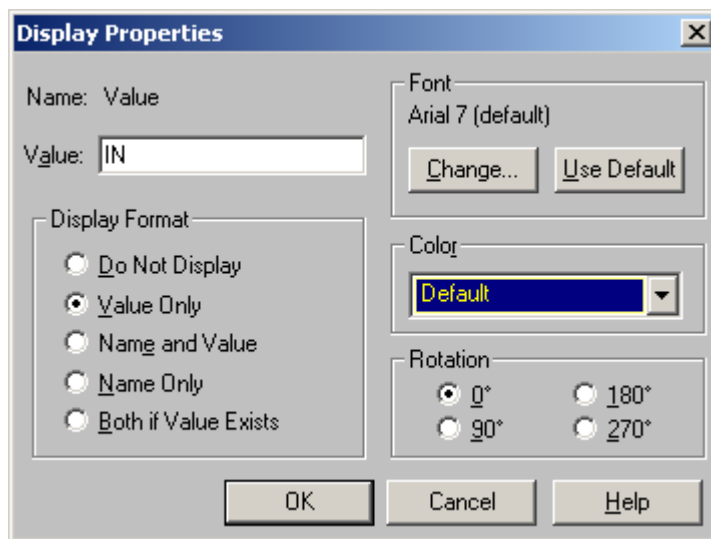 Display Properties
Name: Value
Value: IN
Display Format
Do Not Display
Value Only
Name and Value
Name Only
Both if Value Exists
Font
Arial 7 (default)
Change... Use Default
Color
Default
Rotation
0° 180°
90° 270°
OK Cancel Help